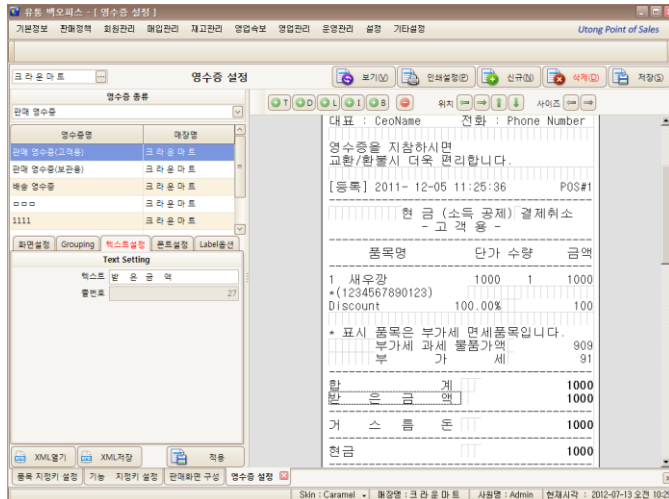 유통 백오피스 - [ 영수증 설정 ]
기본정보 판매정책 회원관리 매입관리 재고관리 영업속보 영업관리 운영관리 설정 기타설정 Utong Point of Sales
크라운마트 ... 영수증 설정 보기(V) 인쇄설정(P) 신규(N) 삭제(D) 저장(S)
영수증 종류
판매 영수증
T D L I B 위치 사이즈
영수증명 매장명
판매 영수증(고객용) 크라운마트
판매 영수증(보관용) 크라운마트
배송 영수증 크라운마트
ㅁㅁㅁ 크라운마트
1111 크라운마트
화면설정 Grouping 텍스트설정 폰트설정 Label옵션
Text Setting
텍스트 받 은 금 액
줄번호 27
XML열기 XML저장 적용
대표 : CeoName 전화 : Phone Number
영수증을 지참하시면
교환/환불시 더욱 편리합니다.
[등록] 2011- 12-05 11:25:36 POS#1
현 금 (소득 공제) 결제취소
- 고 객 용 -
품목명 단가 수량 금액
1 새우깡 1000 1 1000
*(1234567890123)
Discount 100.00% 100
* 표시 품목은 부가세 면세품목입니다.
부가세 과세 물품가액 909
부 가 세 91
합 계 1000
받 은 금 액 1000
거 스 름 돈 1000
현금 1000
품목 지정키 설정 기능 지정키 설정 판매화면 구성 영수증 설정
Skin : Caramel 매장명 : 크라운마트 사원명 : Admin 현재시각 : 2012-07-13 오전 10:2